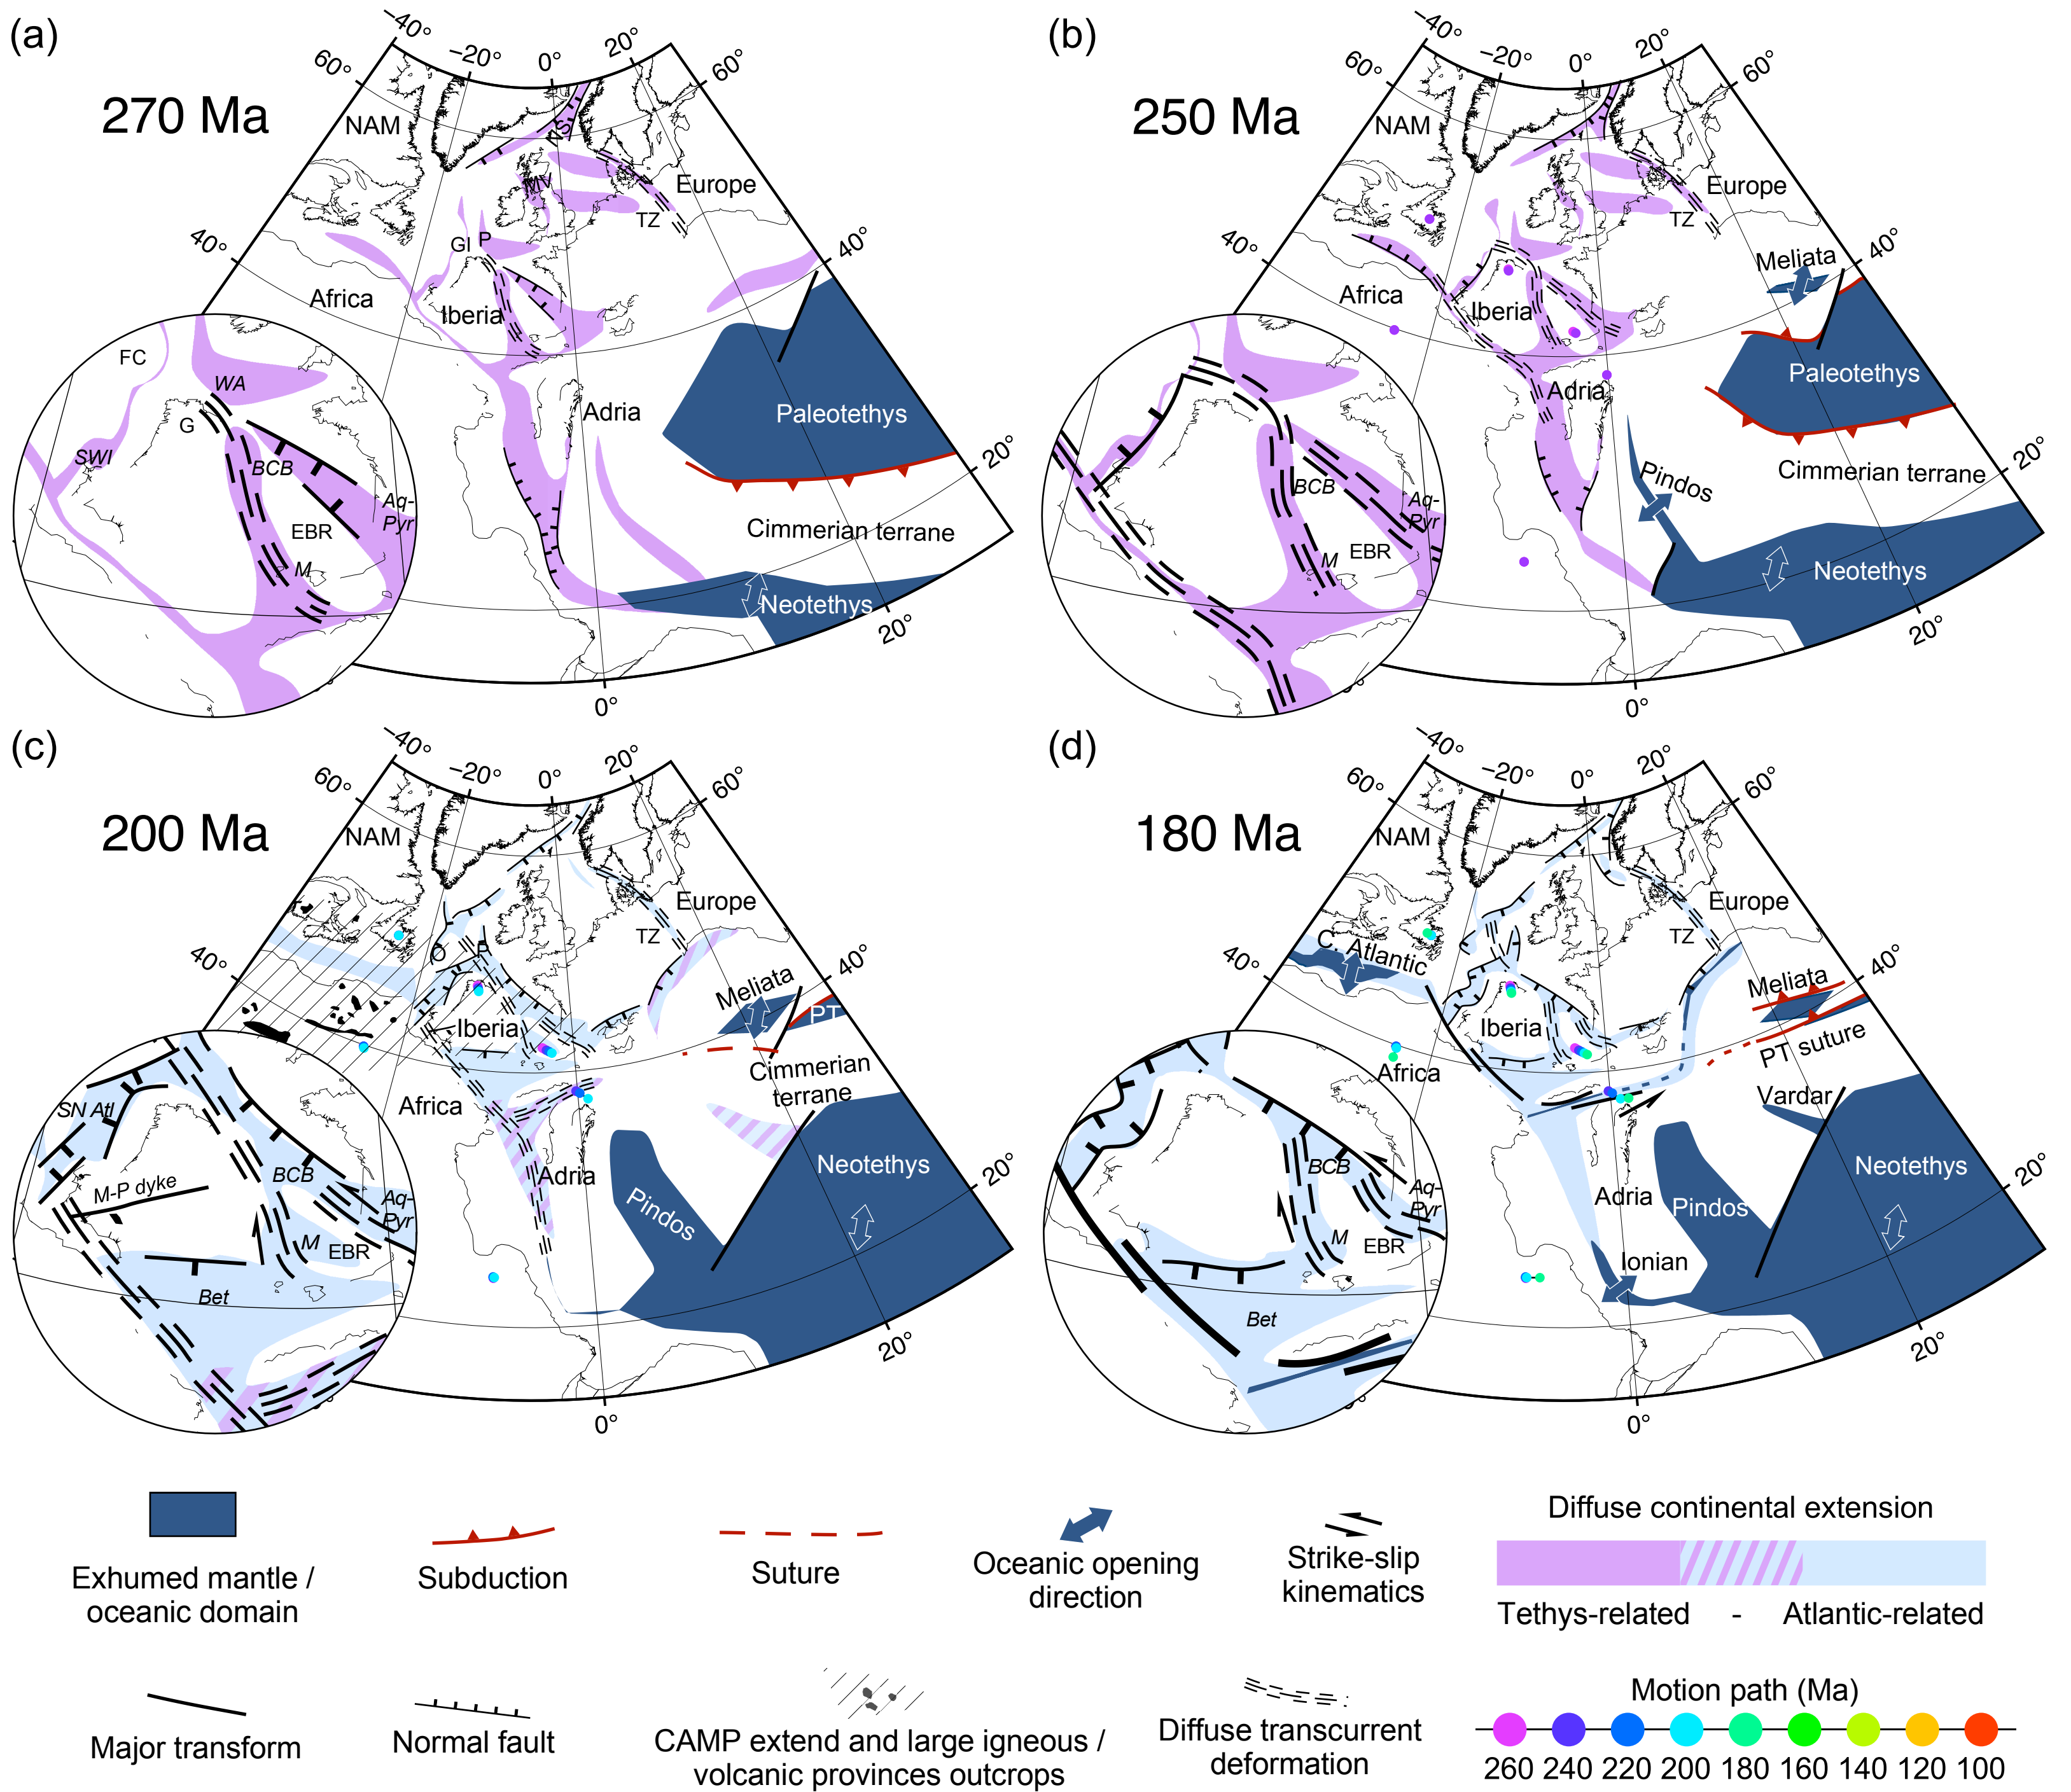 (a)
270 Ma
−40°
−20°
0°
20°
60°
60°
NAM
NS
MV
Europe
TZ
40°
GI
P
40°
Africa
Iberia
Adria
Paleotethys
20°
Cimmerian terrane
Neotethys
20°
0°
FC
WA
G
SWI
BCB
Aq-
Pyr
EBR
M
(b)
250 Ma
−40°
−20°
0°
20°
60°
60°
NAM
Europe
TZ
40°
Meliata
40°
Africa
Iberia
Adria
Paleotethys
Pindos
Cimmerian terrane
20°
Neotethys
20°
0°
BCB
Aq-
Pyr
M
EBR
(c)
200 Ma
−40°
−20°
0°
20°
60°
60°
NAM
Europe
TZ
O
P
40°
40°
Meliata
PT
Iberia
Cimmerian
terrane
Africa
Adria
Neotethys
Pindos
20°
20°
0°
SN Atl
M-P dyke
BCB
Aq-
Pyr
M
EBR
Bet
(d)
180 Ma
−40°
−20°
0°
20°
60°
60°
NAM
Europe
TZ
C. Atlantic
40°
40°
Meliata
Iberia
PT suture
Africa
Vardar
Neotethys
Adria
Pindos
20°
Ionian
20°
0°
BCB
Aq-
Pyr
M
EBR
Bet
Exhumed mantle /
oceanic domain
Subduction
Suture
Oceanic opening
direction
Strike-slip
kinematics
Diffuse continental extension
Tethys-related - Atlantic-related
Major transform
Normal fault
CAMP extend and large igneous /
volcanic provinces outcrops
Diffuse transcurrent
deformation
Motion path (Ma)
260 240 220 200 180 160 140 120 100